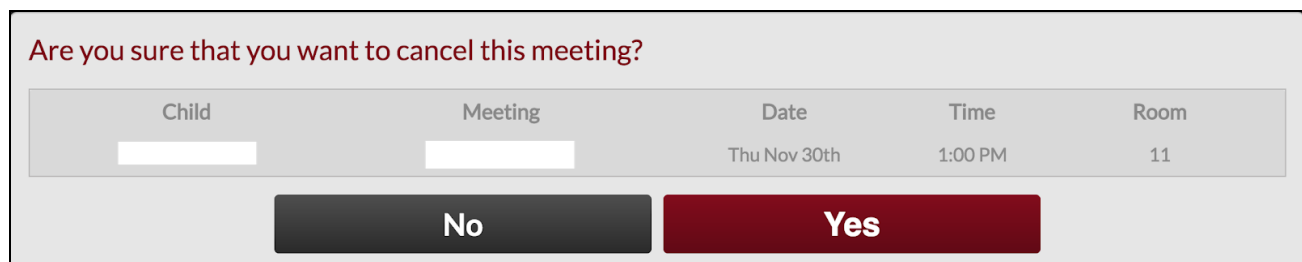 Are you sure that you want to cancel this meeting?
Child Meeting Date Time Room
Thu Nov 30th 1:00 PM 11
No Yes